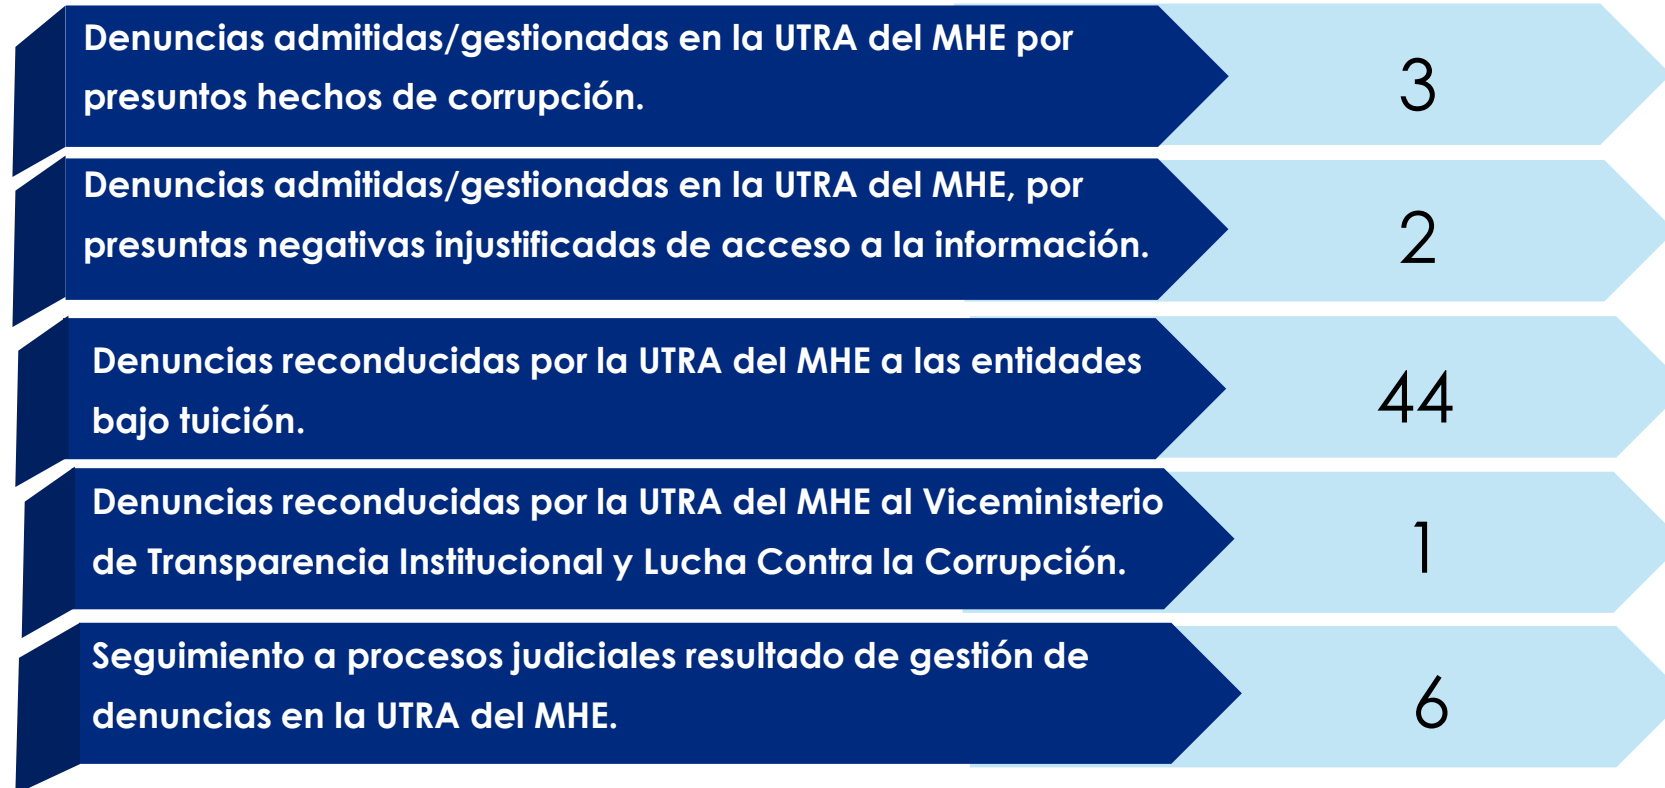 Denuncias admitidas/gestionadas en la UTRA del MHE por
presuntos hechos de corrupción.
3
Denuncias admitidas/gestionadas en la UTRA del MHE, por
presuntas negativas injustificadas de acceso a la información.
2
Denuncias reconducidas por la UTRA del MHE a las entidades
bajo tuición.
44
Denuncias reconducidas por la UTRA del MHE al Viceministerio
de Transparencia Institucional y Lucha Contra la Corrupción.
1
Seguimiento a procesos judiciales resultado de gestión de
denuncias en la UTRA del MHE.
6